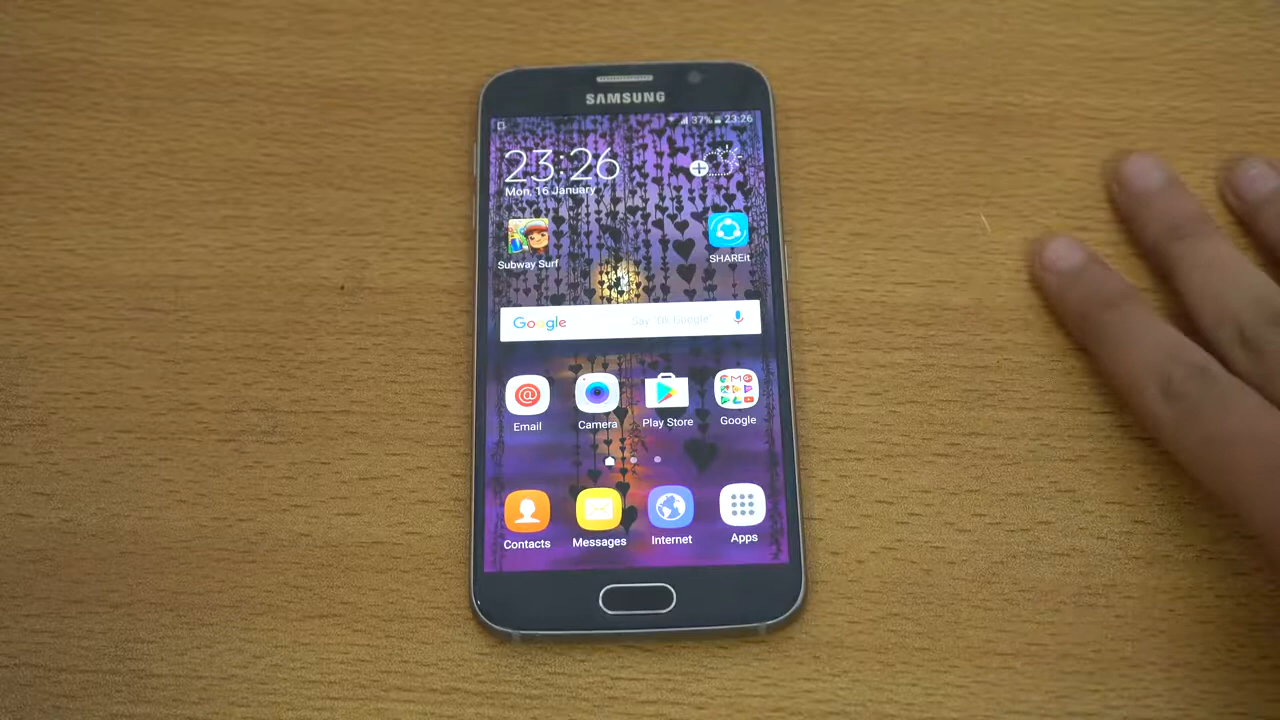 SAMSUNG
37% 23:26
23:26
Mon, 16 January
Subway Surf
SHAREit
Google Say "Ok Google"
Email
Camera
Play Store
Google
Contacts
Messages
Internet
Apps